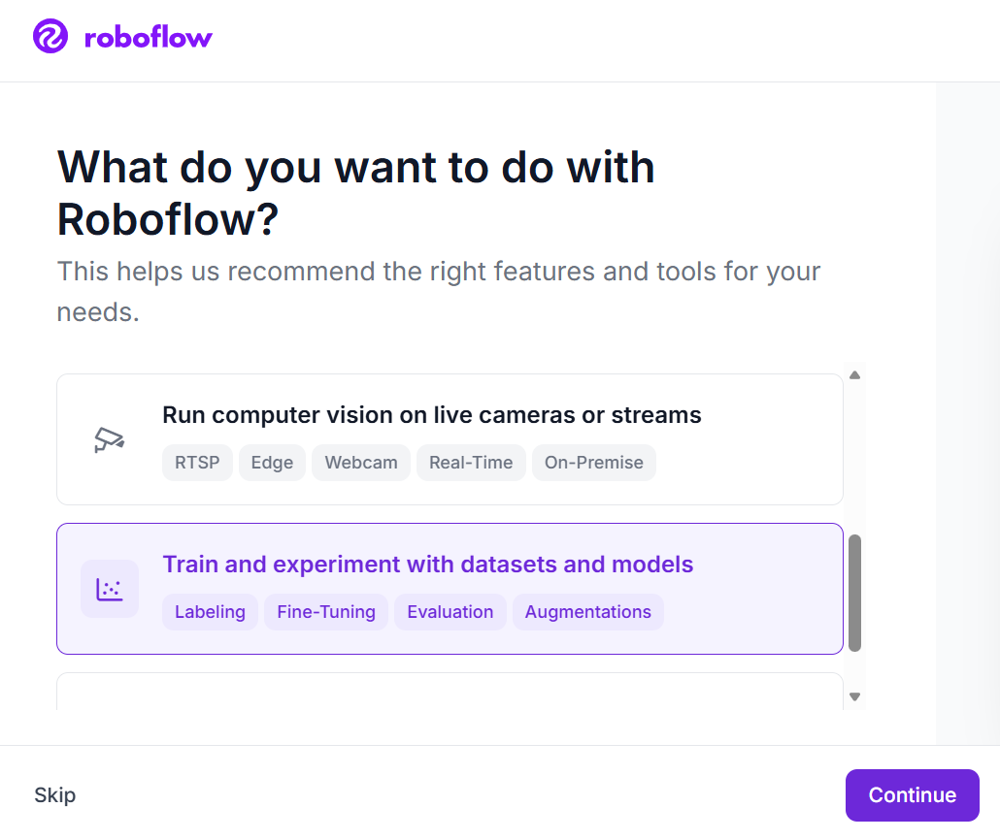 roboflow
What do you want to do with
Roboflow?
This helps us recommend the right features and tools for your
needs.
Run computer vision on live cameras or streams
RTSP Edge Webcam Real-Time On-Premise
Train and experiment with datasets and models
Labeling Fine-Tuning Evaluation Augmentations
Skip Continue